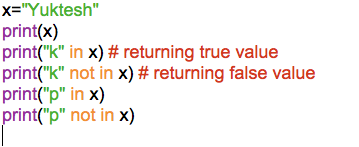 x="Yuktesh"
print(x)
print("k" in x) # returning true value
print("k" not in x) # returning false value
print("p" in x)
print("p" not in x)